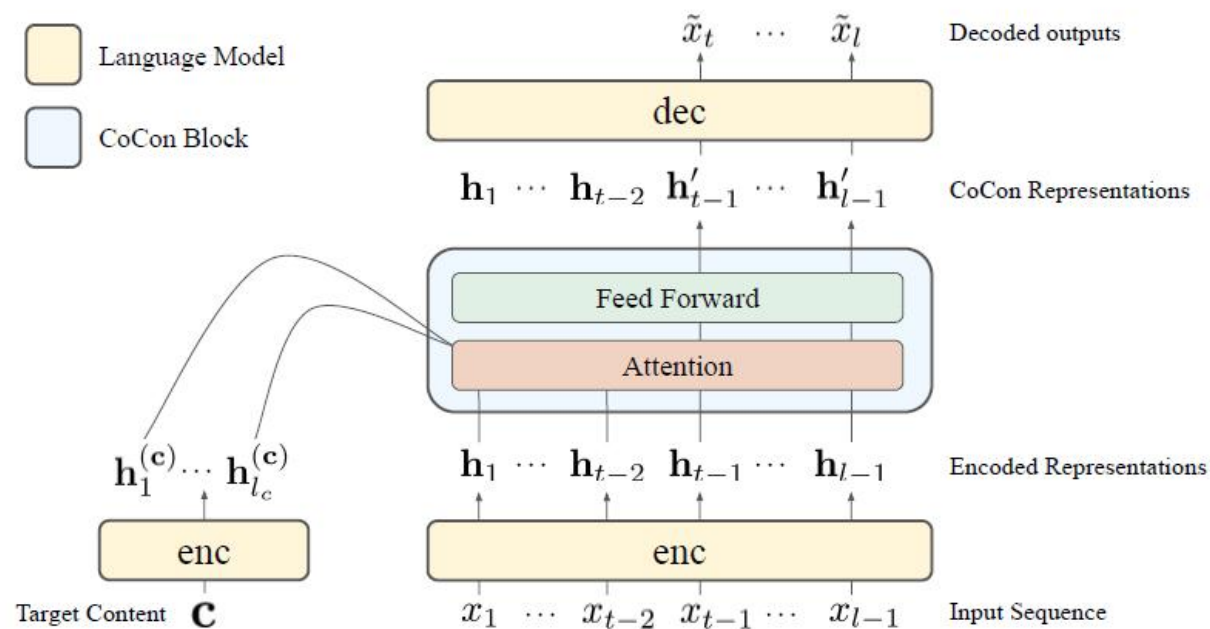 Language Model
CoCon Block
x̃_t ⋯ x̃_l Decoded outputs
dec
𝐡_1 ⋯ 𝐡_{t−2} 𝐡′_{t−1} ⋯ 𝐡′_{l−1} CoCon Representations
Feed Forward
Attention
𝐡_1^{(𝐜)} ⋯ 𝐡_{l_c}^{(𝐜)} 𝐡_1 ⋯ 𝐡_{t−2} 𝐡_{t−1} ⋯ 𝐡_{l−1} Encoded Representations
enc enc
Target Content 𝐜 x_1 ⋯ x_{t−2} x_{t−1} ⋯ x_{l−1} Input Sequence